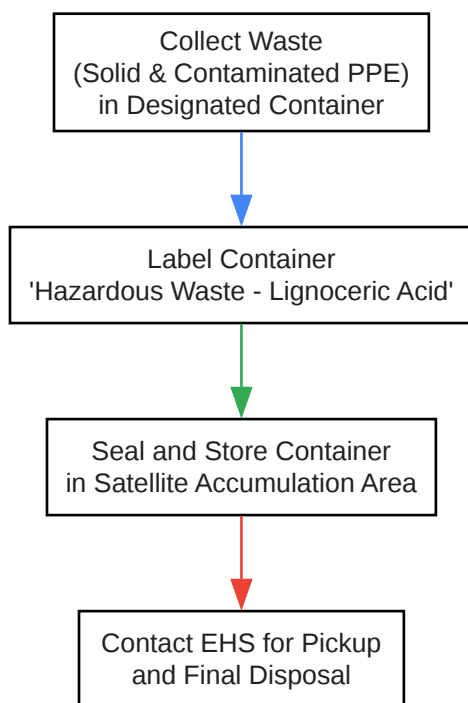 Collect Waste
(Solid & Contaminated PPE)
in Designated Container
Label Container
'Hazardous Waste - Lignoceric Acid'
Seal and Store Container
in Satellite Accumulation Area
Contact EHS for Pickup
and Final Disposal